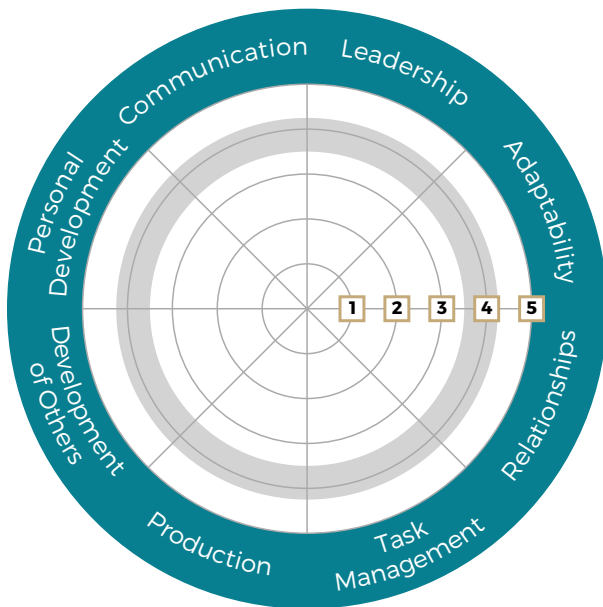 Communication
Leadership
Adaptability
Relationships
Task
Management
Production
Development
of Others
Personal
Development
1 2 3 4 5